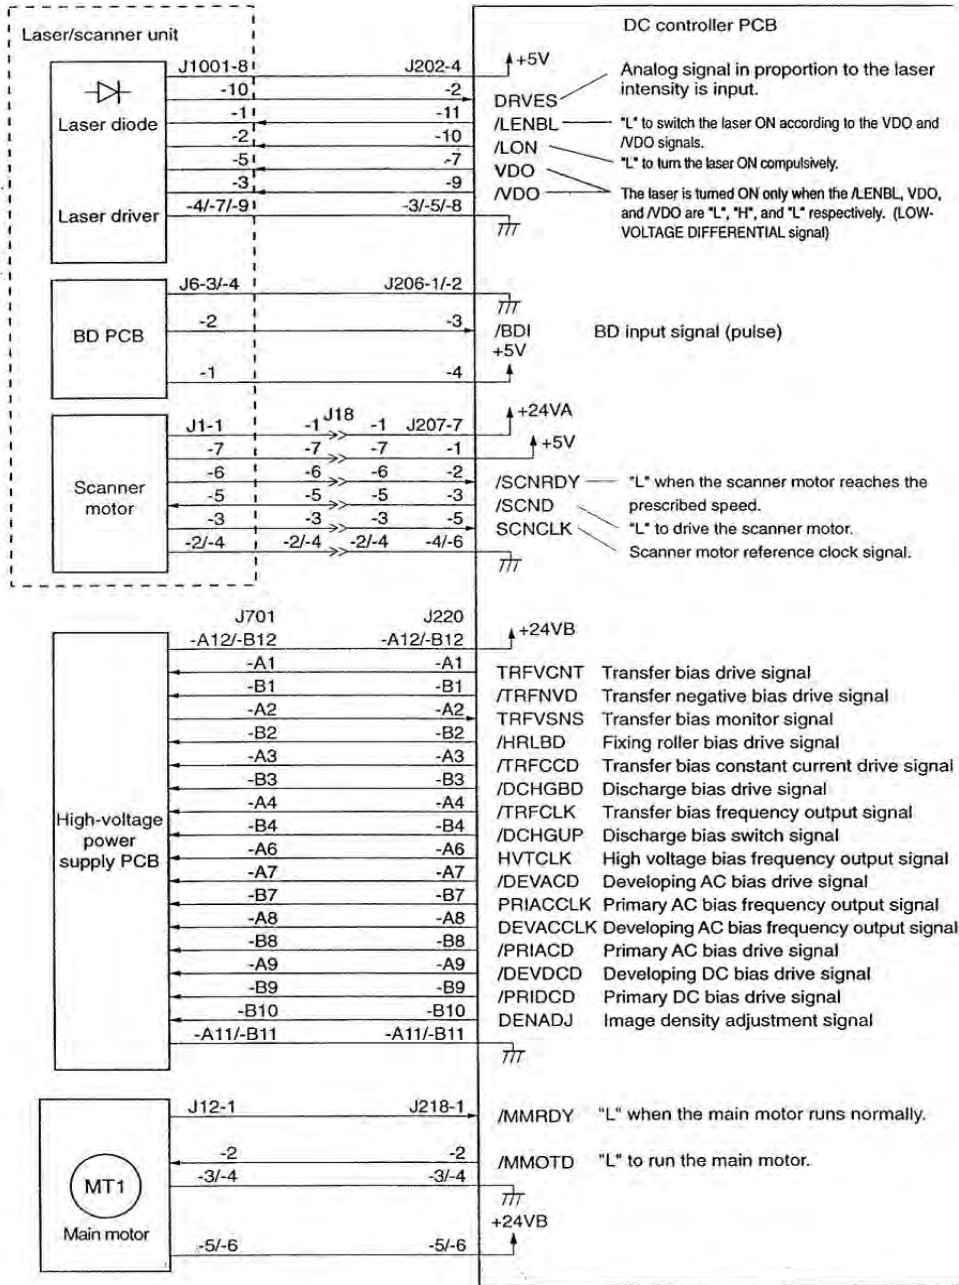 DC controller PCB
Laser/scanner unit
J1001-8 J202-4 +5V
Analog signal in proportion to the laser
intensity is input.
-10 -2 DRVES
Laser diode
-1 -11 /LENBL "L" to switch the laser ON according to the VDO and
/VDO signals.
-2 -10 /LON "L" to turn the laser ON compulsively.
-5 -7 VDO
-3 -9 /VDO The laser is turned ON only when the /LENBL, VDO,
and /VDO are "L", "H", and "L" respectively. (LOW-
VOLTAGE DIFFERENTIAL signal)
Laser driver
-4/-7/-9 -3/-5/-8
BD PCB
J6-3/-4 J206-1/-2
-2 -3 /BDI BD input signal (pulse)
+5V
-1 -4
J18
J1-1 -1 -1 J207-7 +24VA
-7 -7 -7 -1 +5V
-6 -6 -6 -2 /SCNRDY "L" when the scanner motor reaches the
prescribed speed.
Scanner
motor
-5 -5 -5 -3 /SCND "L" to drive the scanner motor.
-3 -3 -3 -5 SCNCLK Scanner motor reference clock signal.
-2/-4 -2/-4 -2/-4 -4/-6
J701 J220
-A12/-B12 -A12/-B12 +24VB
-A1 -A1 TRFVCNT Transfer bias drive signal
-B1 -B1 /TRFNVD Transfer negative bias drive signal
-A2 -A2 TRFVSNS Transfer bias monitor signal
-B2 -B2 /HRLBD Fixing roller bias drive signal
-A3 -A3 /TRFCCD Transfer bias constant current drive signal
-B3 -B3 /DCHGBD Discharge bias drive signal
-A4 -A4 /TRFCLK Transfer bias frequency output signal
High-voltage
power
supply PCB
-B4 -B4 /DCHGUP Discharge bias switch signal
-A6 -A6 HVTCLK High voltage bias frequency output signal
-A7 -A7 /DEVACD Developing AC bias drive signal
-B7 -B7 PRIACCLK Primary AC bias frequency output signal
-A8 -A8 DEVACCLK Developing AC bias frequency output signal
-B8 -B8 /PRIACD Primary AC bias drive signal
-A9 -A9 /DEVDCD Developing DC bias drive signal
-B9 -B9 /PRIDCD Primary DC bias drive signal
-B10 -B10 DENADJ Image density adjustment signal
-A11/-B11 -A11/-B11
J12-1 J218-1 /MMRDY "L" when the main motor runs normally.
-2 -2 /MMOTD "L" to run the main motor.
-3/-4 -3/-4
MT1
Main motor
+24VB
-5/-6 -5/-6